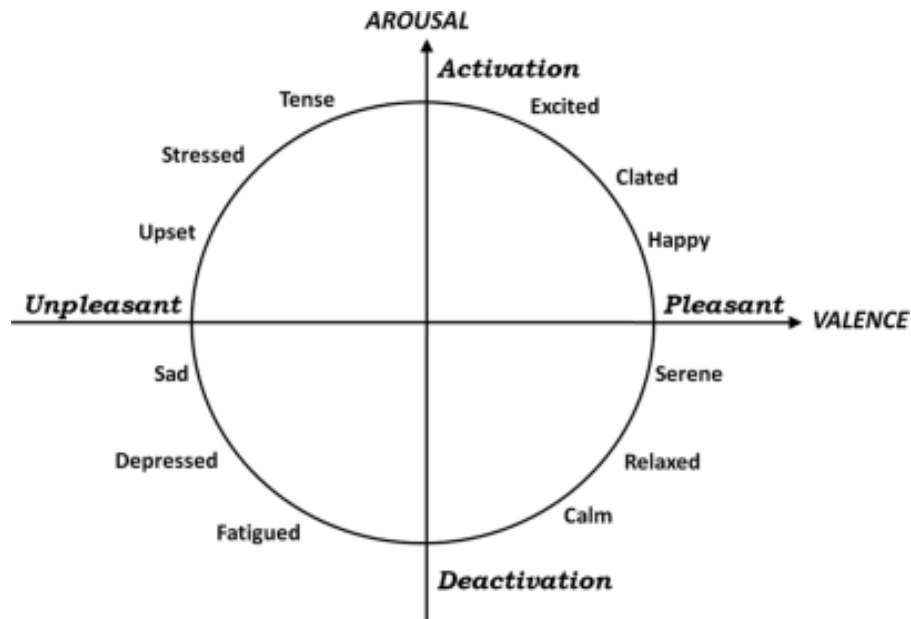 AROUSAL
Activation
Tense
Excited
Stressed
Clated
Upset
Happy
Unpleasant
Pleasant
VALENCE
Sad
Serene
Depressed
Relaxed
Calm
Fatigued
Deactivation